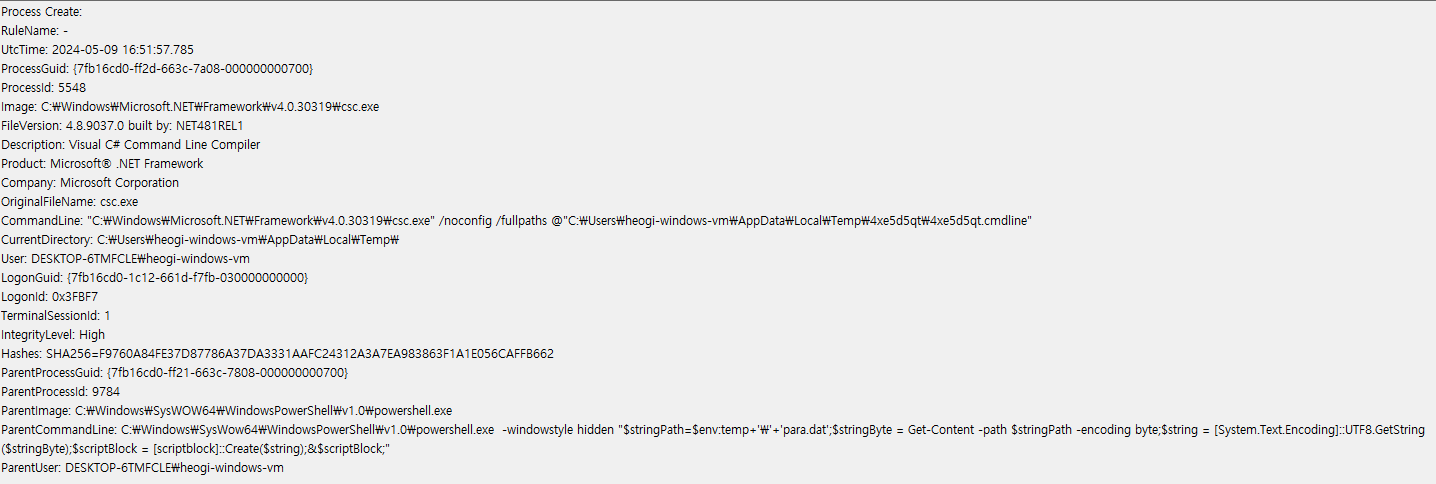 Process Create:
RuleName: -
UtcTime: 2024-05-09 16:51:57.785
ProcessGuid: {7fb16cd0-ff2d-663c-7a08-000000000700}
ProcessId: 5548
Image: C:₩Windows₩Microsoft.NET₩Framework₩v4.0.30319₩csc.exe
FileVersion: 4.8.9037.0 built by: NET481REL1
Description: Visual C# Command Line Compiler
Product: Microsoft® .NET Framework
Company: Microsoft Corporation
OriginalFileName: csc.exe
CommandLine: "C:₩Windows₩Microsoft.NET₩Framework₩v4.0.30319₩csc.exe" /noconfig /fullpaths @"C:₩Users₩heogi-windows-vm₩AppData₩Local₩Temp₩4xe5d5qt₩4xe5d5qt.cmdline"
CurrentDirectory: C:₩Users₩heogi-windows-vm₩AppData₩Local₩Temp₩
User: DESKTOP-6TMFCLE₩heogi-windows-vm
LogonGuid: {7fb16cd0-1c12-661d-f7fb-030000000000}
LogonId: 0x3FBF7
TerminalSessionId: 1
IntegrityLevel: High
Hashes: SHA256=F9760A84FE37D87786A37DA3331AAFC24312A3A7EA983863F1A1E056CAFFB662
ParentProcessGuid: {7fb16cd0-ff21-663c-7808-000000000700}
ParentProcessId: 9784
ParentImage: C:₩Windows₩SysWOW64₩WindowsPowerShell₩v1.0₩powershell.exe
ParentCommandLine: C:₩Windows₩SysWow64₩WindowsPowerShell₩v1.0₩powershell.exe  -windowstyle hidden "$stringPath=$env:temp+'₩'+'para.dat';$stringByte = Get-Content -path $stringPath -encoding byte;$string = [System.Text.Encoding]::UTF8.GetString
($stringByte);$scriptBlock = [scriptblock]::Create($string);&$scriptBlock;"
ParentUser: DESKTOP-6TMFCLE₩heogi-windows-vm